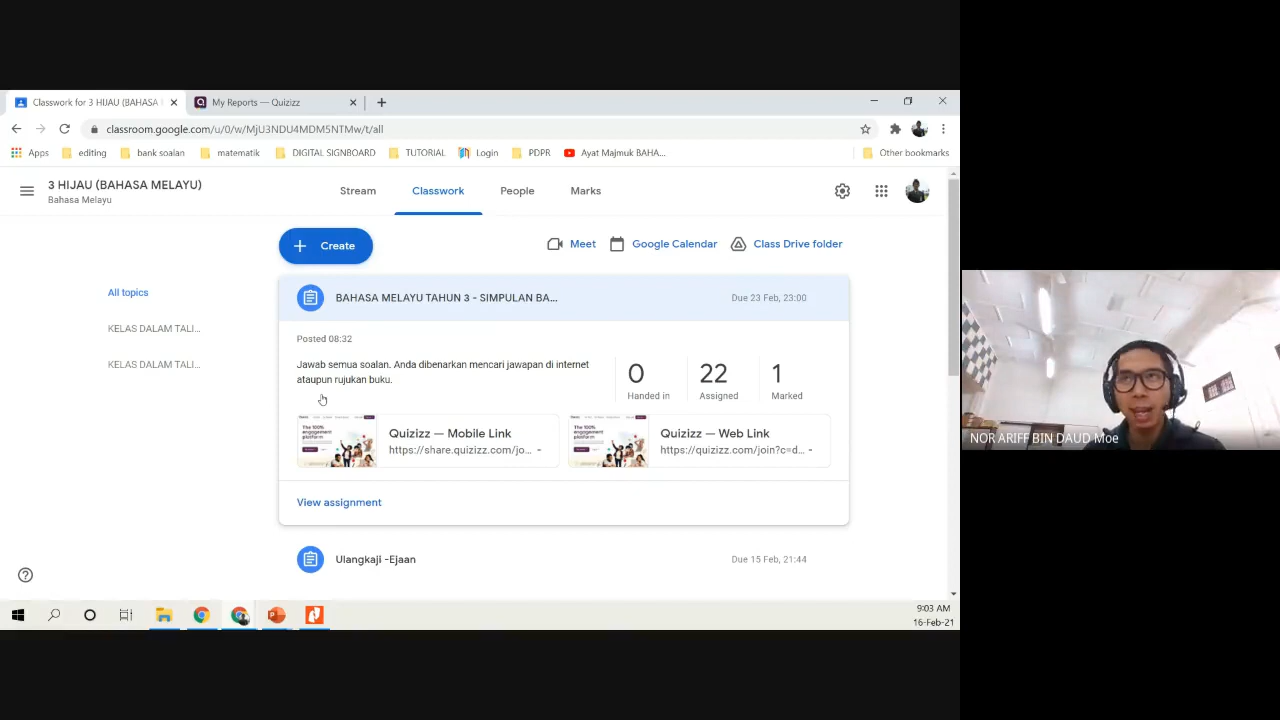 Classwork for 3 HIJAU (BAHASA
My Reports — Quizizz
classroom.google.com/u/0/w/MjU3NDU4MDM5NTMw/t/all
Apps editing bank soalan matematik DIGITAL SIGNBOARD TUTORIAL Login PDPR Ayat Majmuk BAHA... Other bookmarks
3 HIJAU (BAHASA MELAYU)
Bahasa Melayu
Stream Classwork People Marks
Create
Meet Google Calendar Class Drive folder
All topics
KELAS DALAM TALI...
KELAS DALAM TALI...
BAHASA MELAYU TAHUN 3 - SIMPULAN BA...
Due 23 Feb, 23:00
Posted 08:32
Jawab semua soalan. Anda dibenarkan mencari jawapan di internet
ataupun rujukan buku.
0 22 1
Handed in Assigned Marked
Quizizz — Mobile Link
https://share.quizizz.com/jo...
Quizizz — Web Link
https://quizizz.com/join?c=d...
View assignment
Ulangkaji -Ejaan
Due 15 Feb, 21:44
9:03 AM
16-Feb-21
NOR ARIFF BIN DAUD Moe